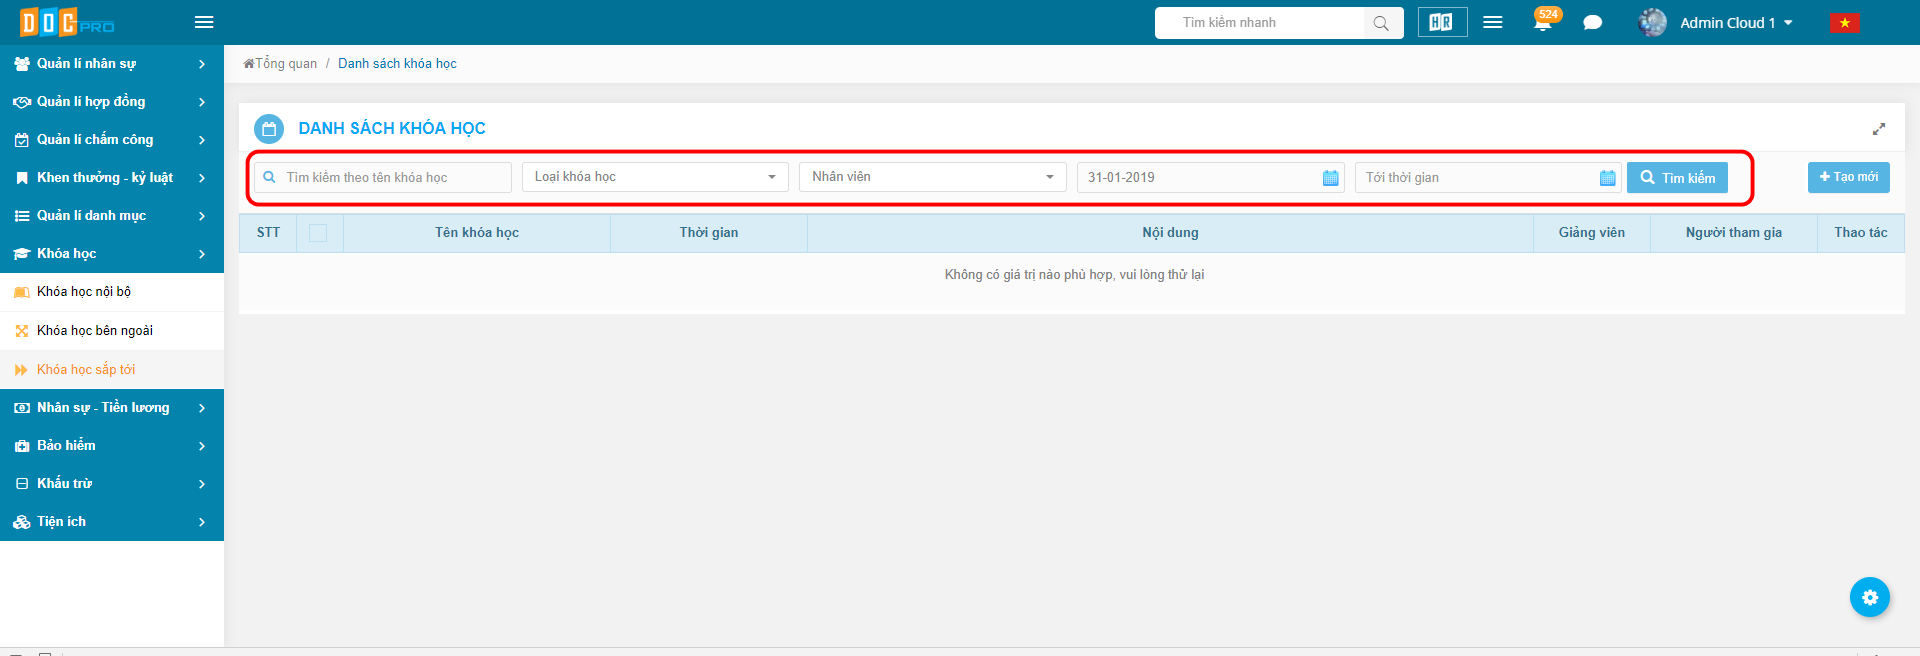 DOC PRO
Tìm kiếm nhanh
HR
524
Admin Cloud 1
Quản lí nhân sự
Quản lí hợp đồng
Quản lí chấm công
Khen thưởng - kỷ luật
Quản lí danh mục
Khóa học
Khóa học nội bộ
Khóa học bên ngoài
Khóa học sắp tới
Nhân sự - Tiền lương
Bảo hiểm
Khấu trừ
Tiện ích
Tổng quan / Danh sách khóa học
DANH SÁCH KHÓA HỌC
Tìm kiếm theo tên khóa học
Loại khóa học
Nhân viên
31-01-2019
Tới thời gian
Tìm kiếm
Tạo mới
STT Tên khóa học Thời gian Nội dung Giảng viên Người tham gia Thao tác
Không có giá trị nào phù hợp, vui lòng thử lại